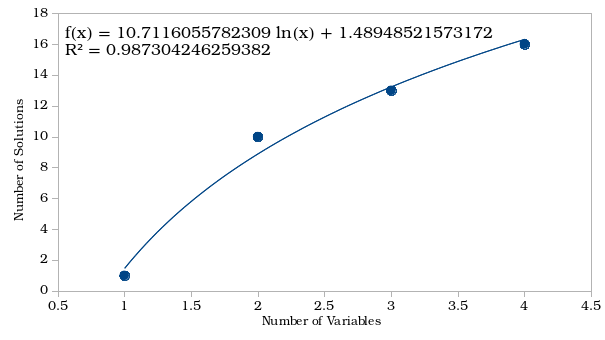 f(x) = 10.7116055782309 ln(x) + 1.48948521573172
R² = 0.987304246259382
18
16
14
12
10
8
6
4
2
0
Number of Solutions
0.5 1 1.5 2 2.5 3 3.5 4 4.5
Number of Variables